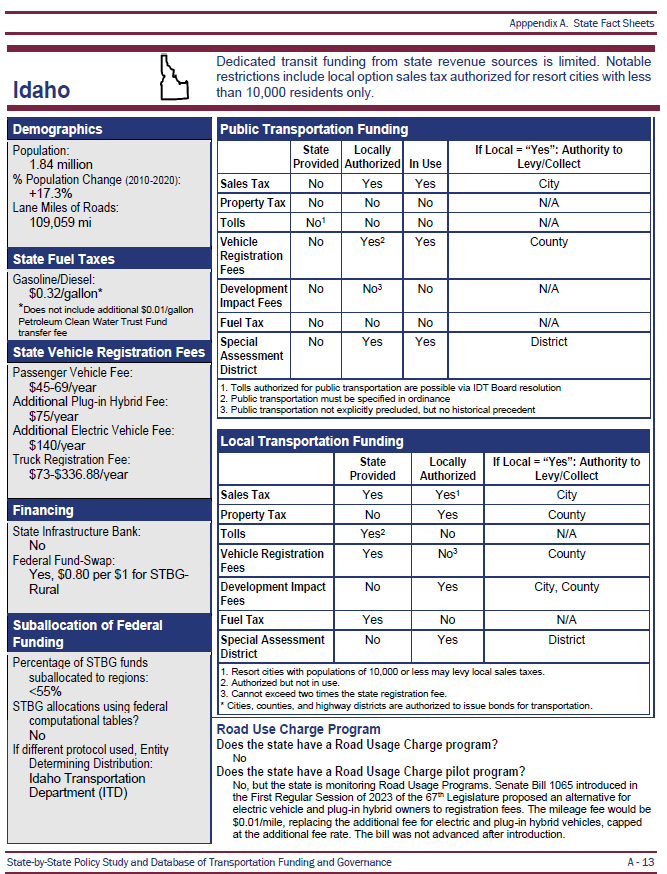 Apppendix A. State Fact Sheets
Idaho
Dedicated transit funding from state revenue sources is limited. Notable
restrictions include local option sales tax authorized for resort cities with less
than 10,000 residents only.
Demographics
Population:
1.84 million
% Population Change (2010-2020):
+17.3%
Lane Miles of Roads:
109,059 mi
State Fuel Taxes
Gasoline/Diesel:
$0.32/gallon*
*Does not include additional $0.01/gallon
Petroleum Clean Water Trust Fund
transfer fee
State Vehicle Registration Fees
Passenger Vehicle Fee:
$45-69/year
Additional Plug-in Hybrid Fee:
$75/year
Additional Electric Vehicle Fee:
$140/year
Truck Registration Fee:
$73-$336.88/year
Financing
State Infrastructure Bank:
No
Federal Fund-Swap:
Yes, $0.80 per $1 for STBG-
Rural
Suballocation of Federal
Funding
Percentage of STBG funds
suballocated to regions:
<55%
STBG allocations using federal
computational tables?
No
If different protocol used, Entity
Determining Distribution:
Idaho Transportation
Department (ITD)
Public Transportation Funding
State Provided Locally Authorized In Use If Local = “Yes”: Authority to Levy/Collect
Sales Tax No Yes Yes City
Property Tax No No No N/A
Tolls No1 No No N/A
Vehicle Registration Fees No Yes2 Yes County
Development Impact Fees No No3 No N/A
Fuel Tax No No No N/A
Special Assessment District No Yes Yes District
1. Tolls authorized for public transportation are possible via IDT Board resolution
2. Public transportation must be specified in ordinance
3. Public transportation not explicitly precluded, but no historical precedent
Local Transportation Funding
State Provided Locally Authorized If Local = “Yes”: Authority to Levy/Collect
Sales Tax Yes Yes1 City
Property Tax No Yes County
Tolls Yes2 No N/A
Vehicle Registration Fees Yes No3 County
Development Impact Fees No Yes City, County
Fuel Tax Yes No N/A
Special Assessment District No Yes District
1. Resort cities with populations of 10,000 or less may levy local sales taxes.
2. Authorized but not in use.
3. Cannot exceed two times the state registration fee.
* Cities, counties, and highway districts are authorized to issue bonds for transportation.
Road Use Charge Program
Does the state have a Road Usage Charge program?
No
Does the state have a Road Usage Charge pilot program?
No, but the state is monitoring Road Usage Programs. Senate Bill 1065 introduced in
the First Regular Session of 2023 of the 67th Legislature proposed an alternative for
electric vehicle and plug-in hybrid owners to registration fees. The mileage fee would be
$0.01/mile, replacing the additional fee for electric and plug-in hybrid vehicles, capped
at the additional fee rate. The bill was not advanced after introduction.
State-by-State Policy Study and Database of Transportation Funding and Governance
A - 13